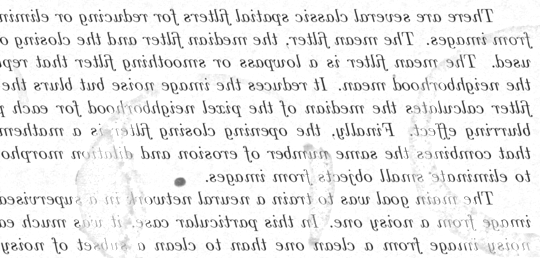 There are several classic spatial filters for reducing or elimin
from images. The mean filter, the median filter and the closing o
used. The mean filter is a lowpass or smoothing filter that rep
the neighborhood mean. It reduces the image noise but blurs the
filter calculates the median of the pixel neighborhood for each p
blurring effect. Finally, the opening closing filter is a mathem
that combines the same number of erosion and dilation morpho
to eliminate small objects from images.
The main goal was to train a neural network in a supervised
image from a noisy one. In this particular case, it was much ea
noisy image from a clean one than to clean a subset of noisy